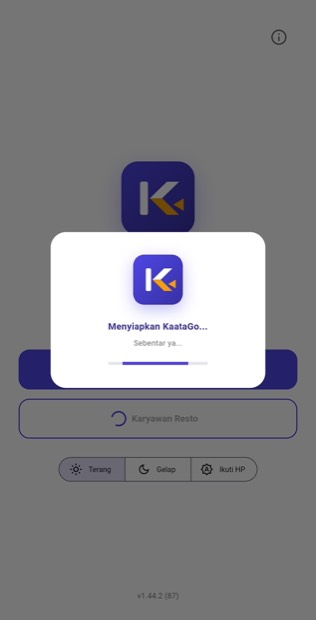 Menyiapkan KaataGo...
Sebentar ya...
Karyawan Resto
Terang
Gelap
Ikuti HP
v1.44.2 (87)